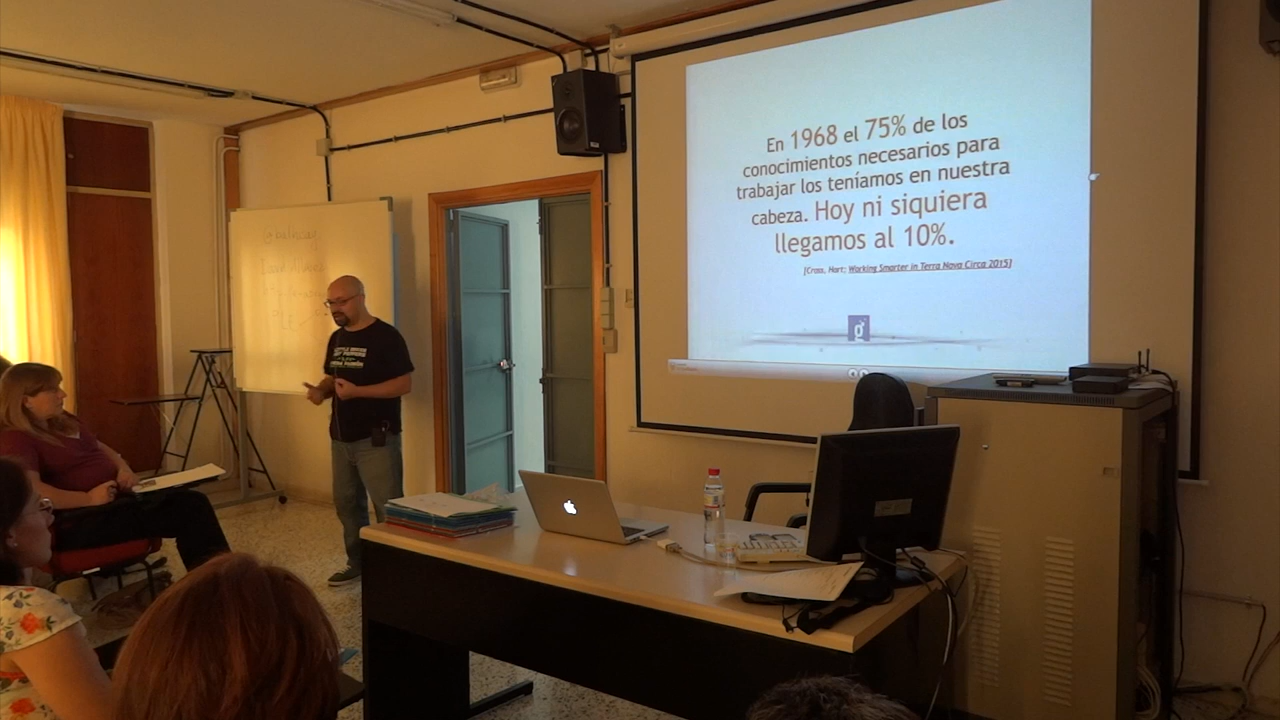 En 1968 el 75% de los
conocimientos necesarios para
trabajar los teníamos en nuestra
cabeza. Hoy ni siquiera
llegamos al 10%.
[Cross, Hart; Working Smarter in Terra Nova Circa 2015]